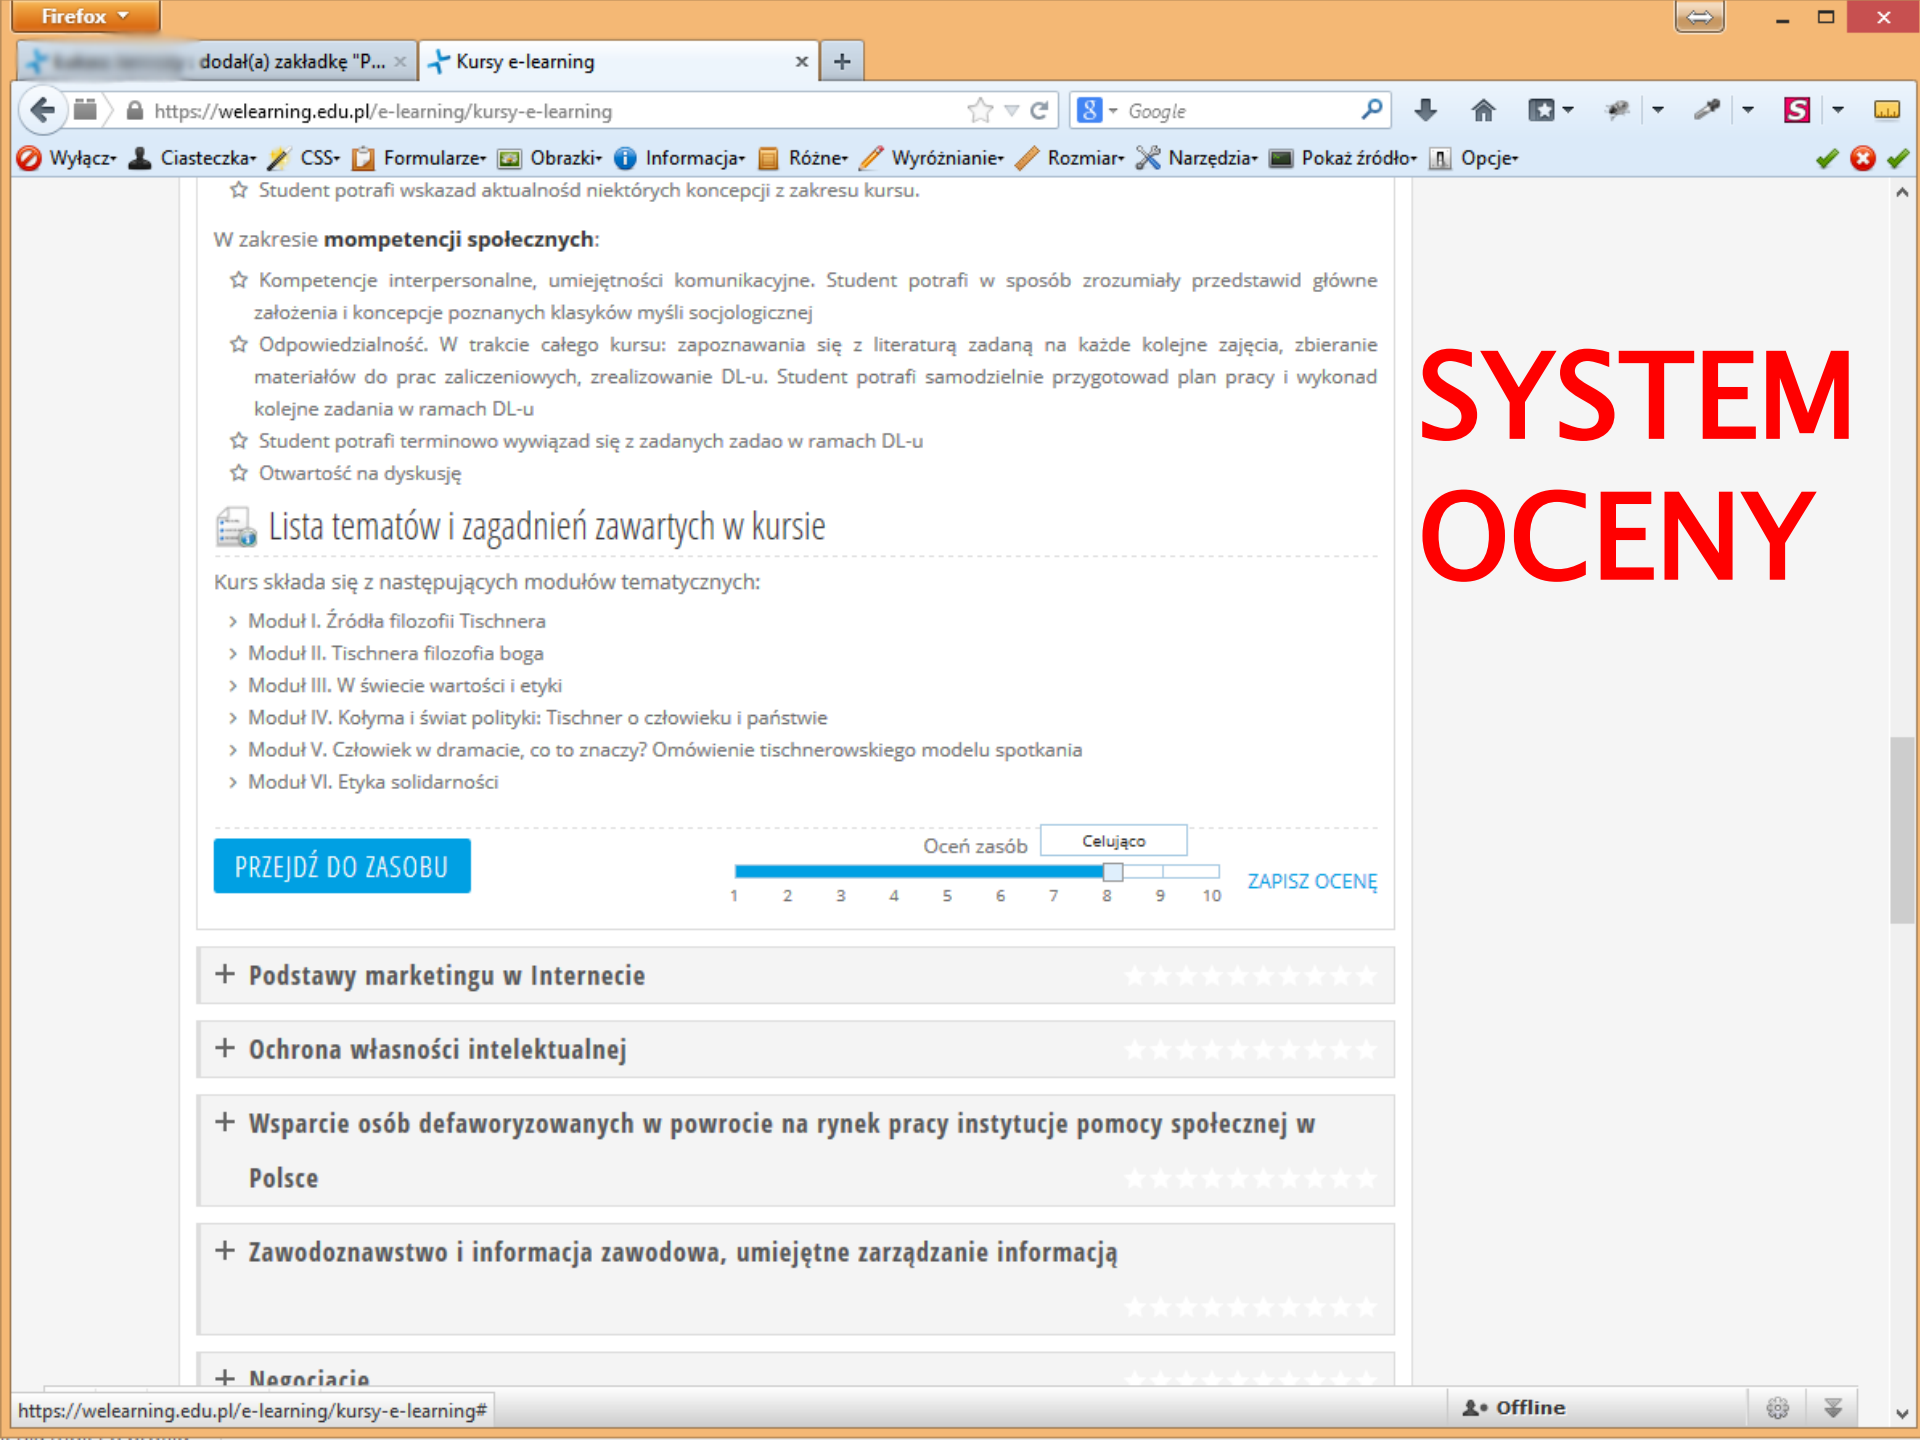 Firefox
dodał(a) zakładkę "P...
Kursy e-learning
https://welearning.edu.pl/e-learning/kursy-e-learning
Google
Wyłącz Ciasteczka CSS Formularze Obrazki Informacja Różne Wyróżnianie Rozmiar Narzędzia Pokaż źródło Opcje
Student potrafi wskazad aktualnośd niektórych koncepcji z zakresu kursu.
W zakresie mompetencji społecznych:
Kompetencje interpersonalne, umiejętności komunikacyjne. Student potrafi w sposób zrozumiały przedstawid główne
założenia i koncepcje poznanych klasyków myśli socjologicznej
Odpowiedzialność. W trakcie całego kursu: zapoznawania się z literaturą zadaną na każde kolejne zajęcia, zbieranie
materiałów do prac zaliczeniowych, zrealizowanie DL-u. Student potrafi samodzielnie przygotowad plan pracy i wykonad
kolejne zadania w ramach DL-u
Student potrafi terminowo wywiązad się z zadanych zadao w ramach DL-u
Otwartość na dyskusję
SYSTEM
OCENY
Lista tematów i zagadnień zawartych w kursie
Kurs składa się z następujących modułów tematycznych:
> Moduł I. Źródła filozofii Tischnera
> Moduł II. Tischnera filozofia boga
> Moduł III. W świecie wartości i etyki
> Moduł IV. Kołyma i świat polityki: Tischner o człowieku i państwie
> Moduł V. Człowiek w dramacie, co to znaczy? Omówienie tischnerowskiego modelu spotkania
> Moduł VI. Etyka solidarności
PRZEJDŹ DO ZASOBU
Oceń zasób
Celująco
1 2 3 4 5 6 7 8 9 10
ZAPISZ OCENĘ
+ Podstawy marketingu w Internecie
+ Ochrona własności intelektualnej
+ Wsparcie osób defaworyzowanych w powrocie na rynek pracy instytucje pomocy społecznej w
Polsce
+ Zawodoznawstwo i informacja zawodowa, umiejętne zarządzanie informacją
+ Negocjacje
https://welearning.edu.pl/e-learning/kursy-e-learning#
Offline